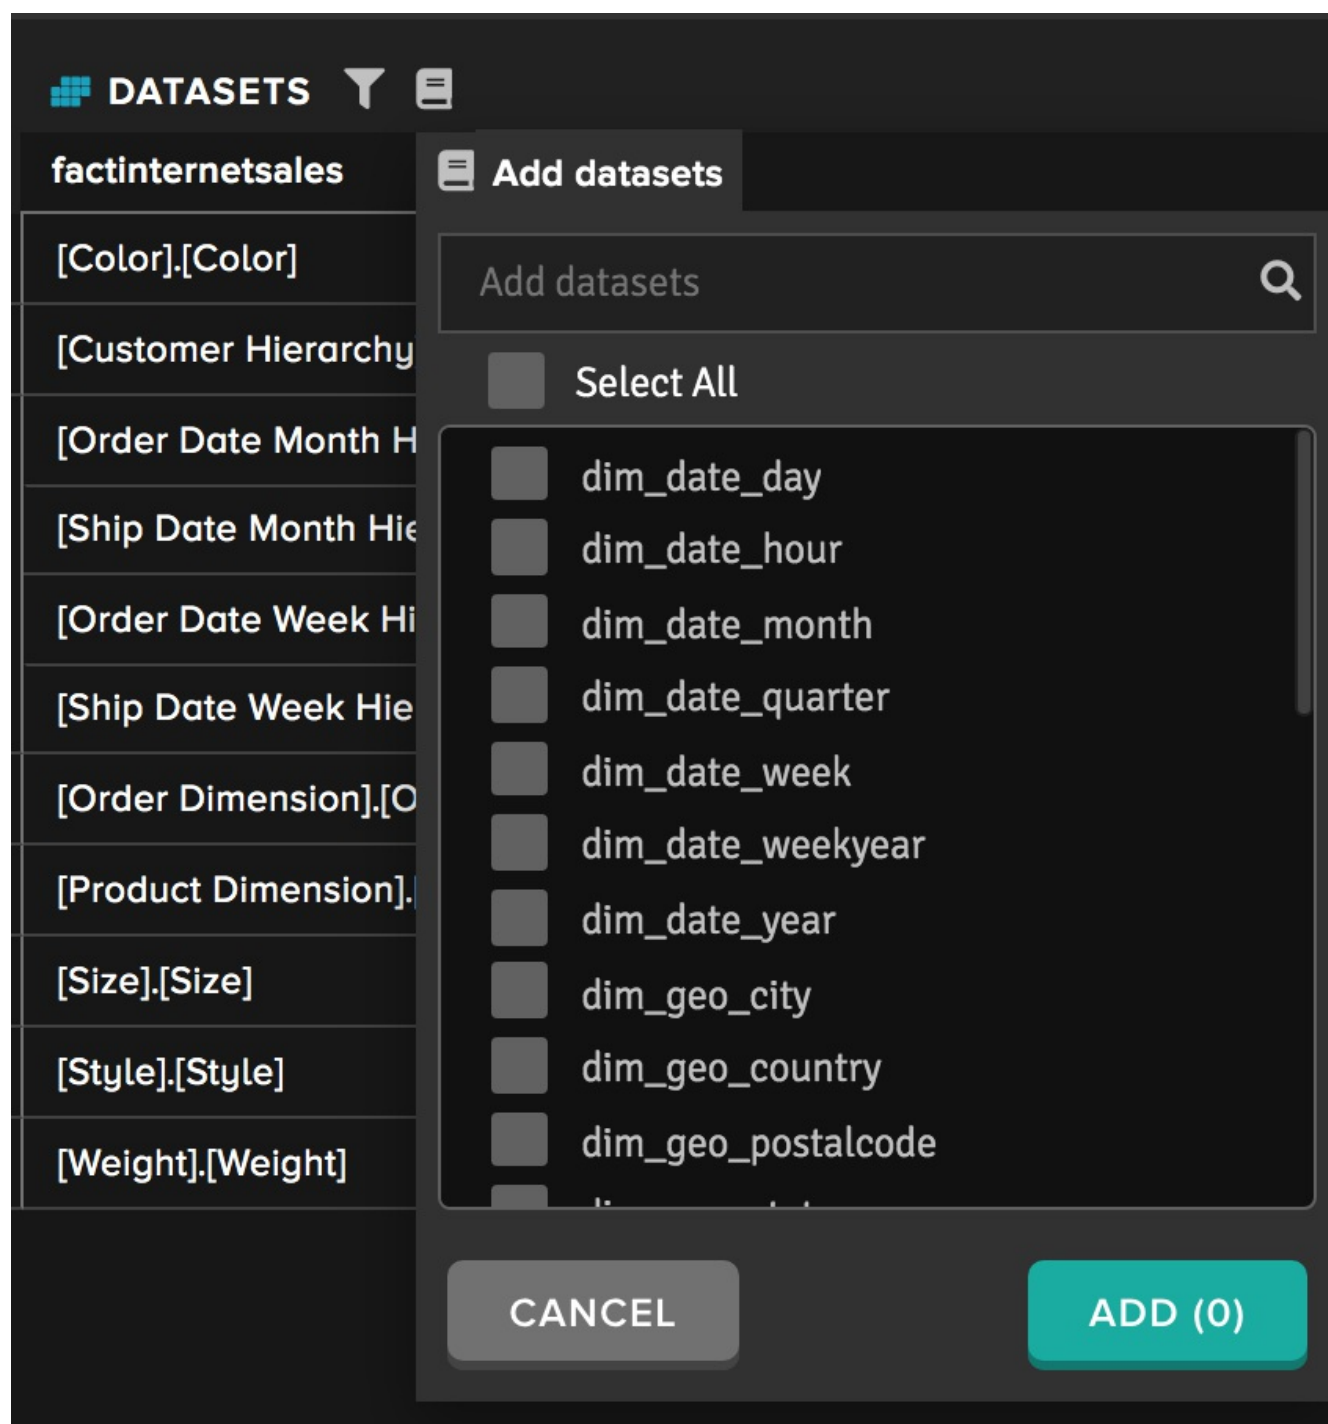 DATASETS
factinternetsales
[Color].[Color]
[Customer Hierarchy
[Order Date Month H
[Ship Date Month Hie
[Order Date Week Hi
[Ship Date Week Hie
[Order Dimension].[O
[Product Dimension].
[Size].[Size]
[Style].[Style]
[Weight].[Weight]
Add datasets
Add datasets
Select All
dim_date_day
dim_date_hour
dim_date_month
dim_date_quarter
dim_date_week
dim_date_weekyear
dim_date_year
dim_geo_city
dim_geo_country
dim_geo_postalcode
CANCEL
ADD (0)